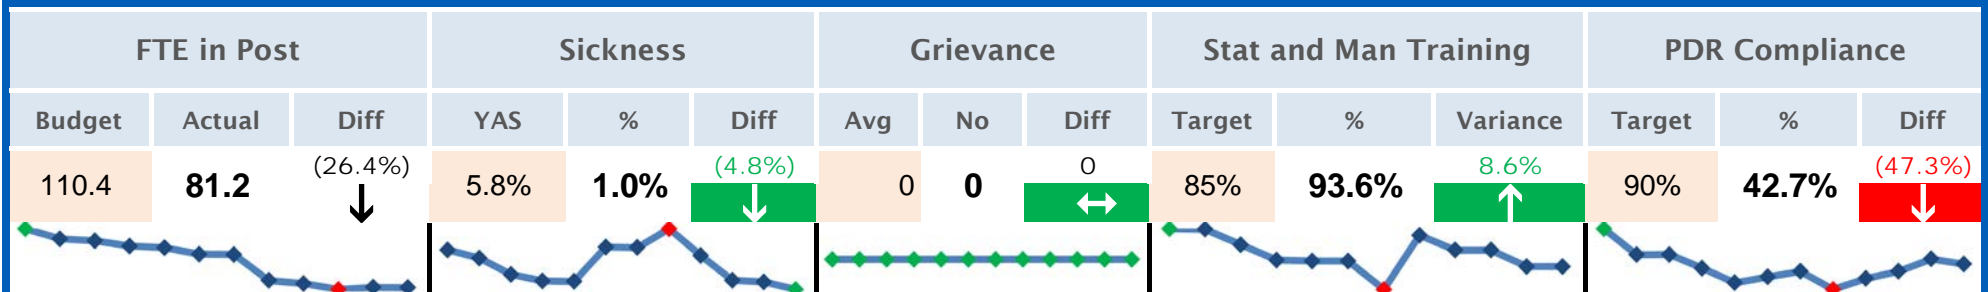 FTE in Post Sickness Grievance Stat and Man Training PDR Compliance
Budget Actual Diff YAS % Diff Avg No Diff Target % Variance Target % Diff
110.4 81.2 (26.4%) 5.8% 1.0% (4.8%) 0 0 0 85% 93.6% 8.6% 90% 42.7% (47.3%)